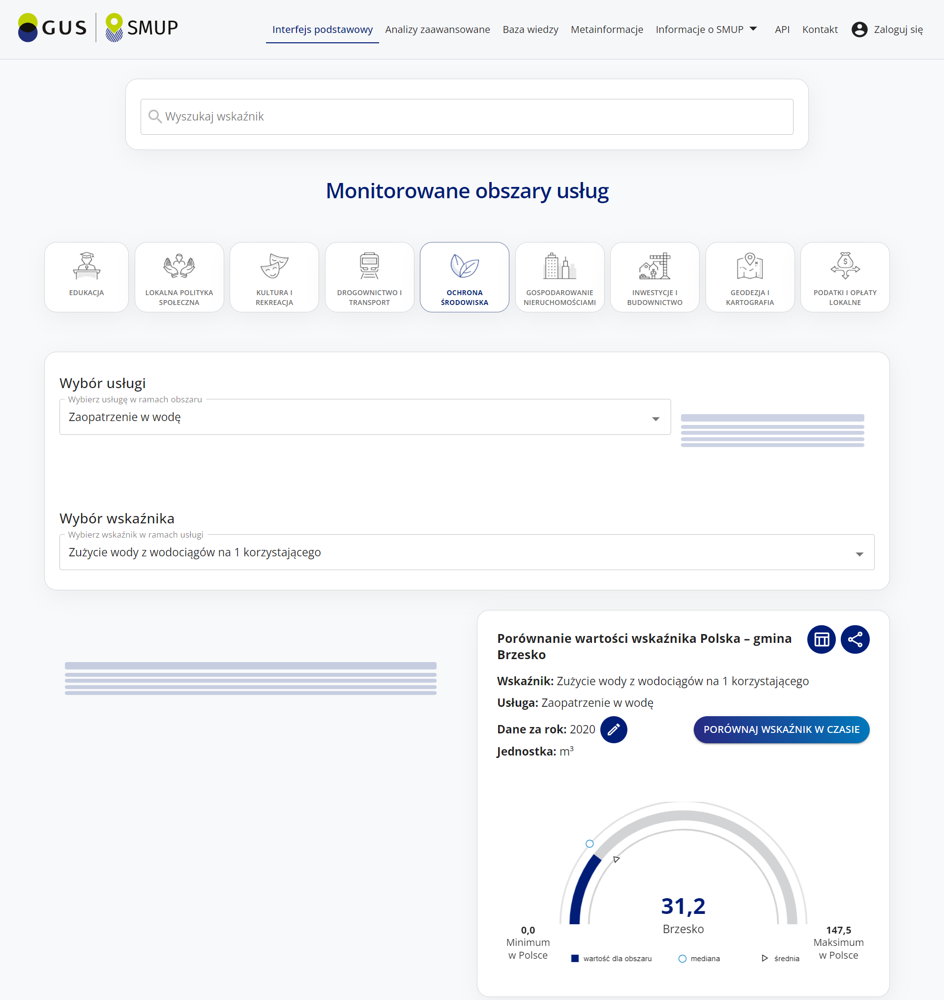 GUS SMUP
Interfejs podstawowy Analizy zaawansowane Baza wiedzy Metainformacje Informacje o SMUP API Kontakt Zaloguj się
Wyszukaj wskaźnik
Monitorowane obszary usług
EDUKACJA
LOKALNA POLITYKA
SPOŁECZNA
KULTURA I
REKREACJA
DROGOWNICTWO I
TRANSPORT
OCHRONA
ŚRODOWISKA
GOSPODAROWANIE
NIERUCHOMOŚCIAMI
INWESTYCJE I
BUDOWNICTWO
GEODEZJA I
KARTOGRAFIA
PODATKI I OPŁATY
LOKALNE
Wybór usługi
Wybierz usługę w ramach obszaru
Zaopatrzenie w wodę
Wybór wskaźnika
Wybierz wskaźnik w ramach usługi
Zużycie wody z wodociągów na 1 korzystającego
Porównanie wartości wskaźnika Polska – gmina
Brzesko
Wskaźnik: Zużycie wody z wodociągów na 1 korzystającego
Usługa: Zaopatrzenie w wodę
Dane za rok: 2020
PORÓWNAJ WSKAŹNIK W CZASIE
Jednostka: m³
31,2
Brzesko
0,0
Minimum
w Polsce
147,5
Maksimum
w Polsce
wartość dla obszaru mediana średnia